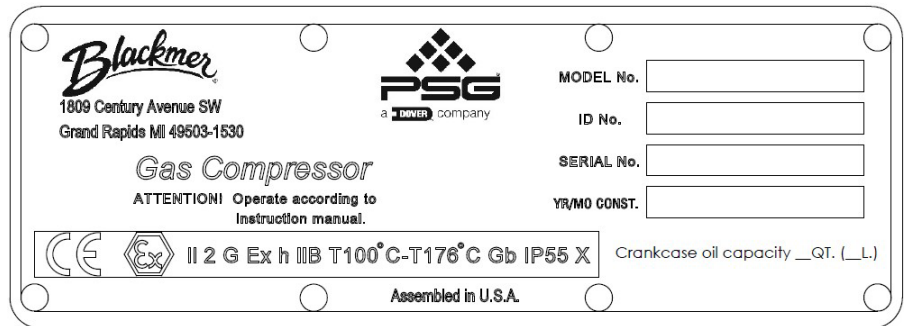 Blackmer
1809 Century Avenue SW
Grand Rapids MI 49503-1530
PSG
a DOVER company
Gas Compressor
ATTENTION! Operate according to
Instruction manual.
MODEL No.
ID No.
SERIAL No.
YR/MO CONST.
CE Ex II 2 G Ex h IIB T100°C-T176°C Gb IP55 X
Crankcase oil capacity __QT. (__L.)
Assembled in U.S.A.